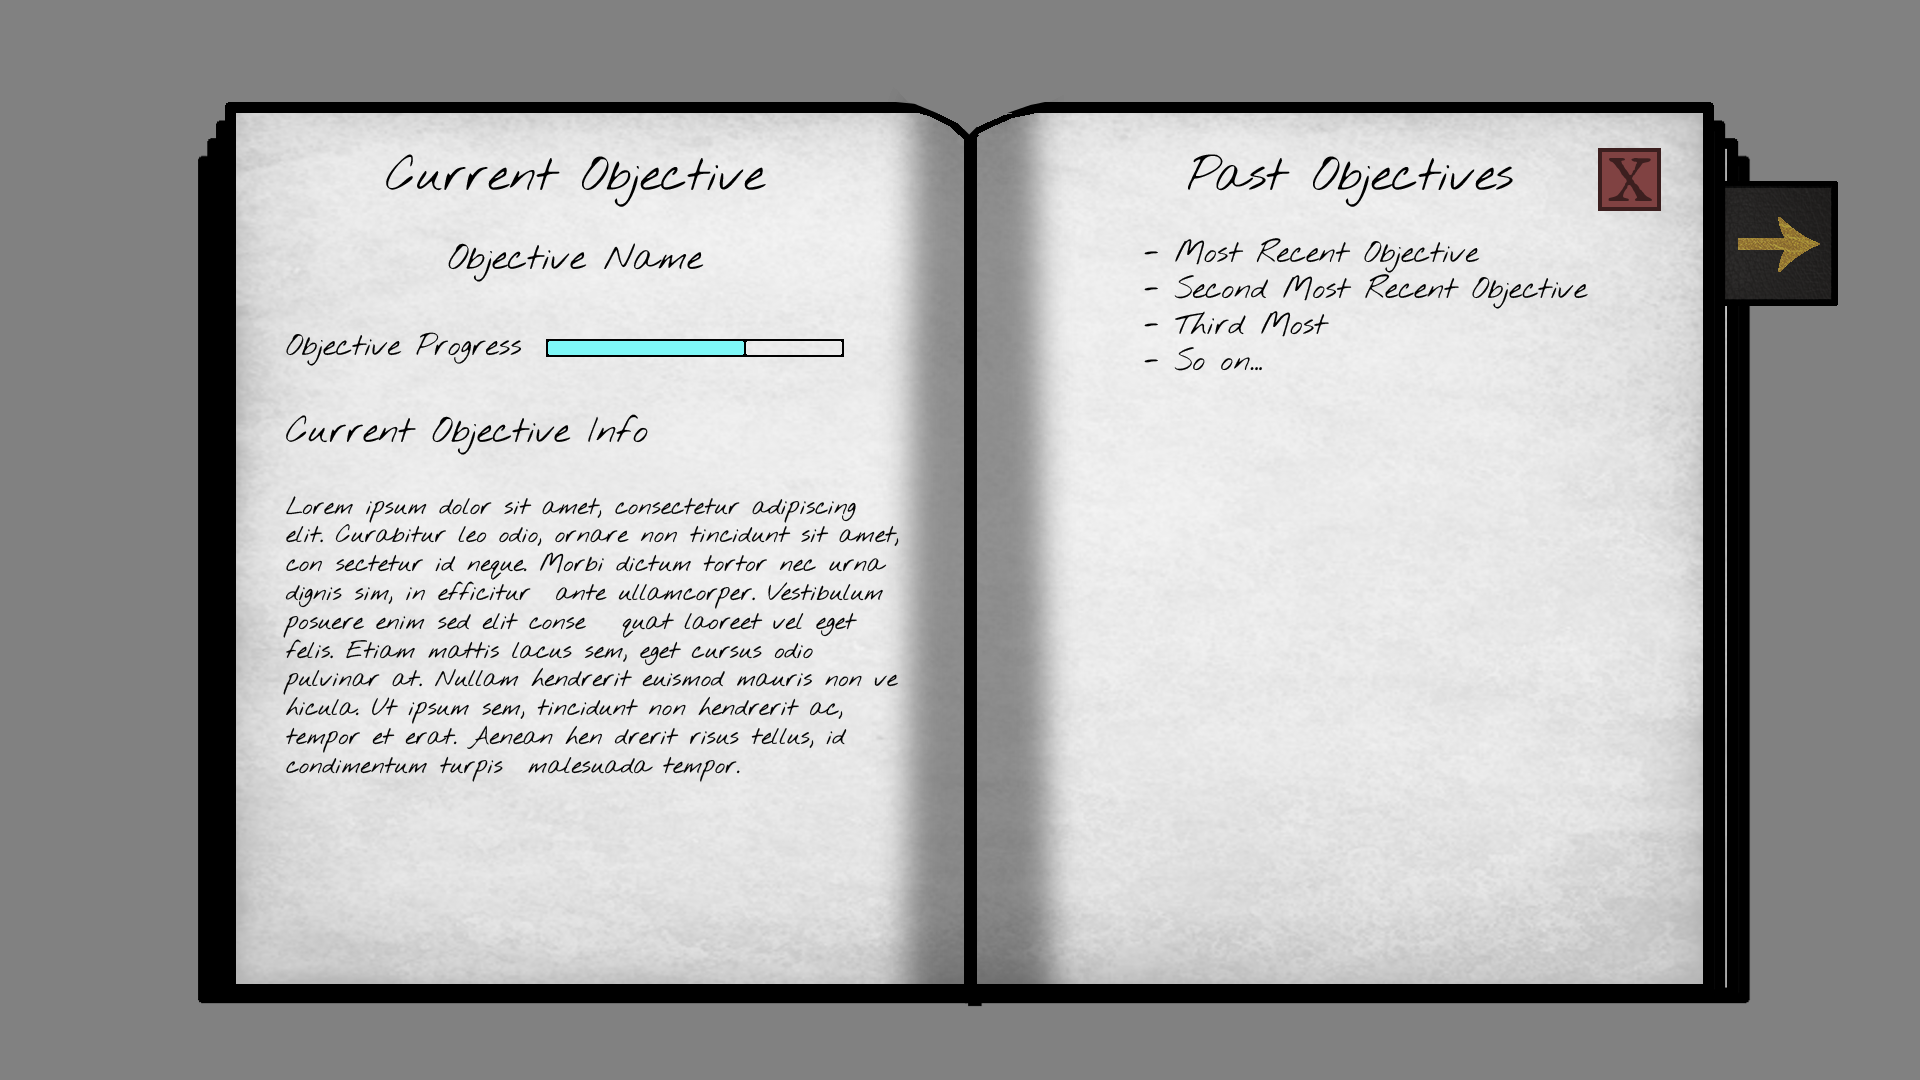 Current Objective
Objective Name
Objective Progress
Current Objective Info
Lorem ipsum dolor sit amet, consectetur adipiscing
elit. Curabitur leo odio, ornare non tincidunt sit amet,
con sectetur id neque. Morbi dictum tortor nec urna
dignis sim, in efficitur ante ullamcorper. Vestibulum
posuere enim sed elit conse quat laoreet vel eget
felis. Etiam mattis lacus sem, eget cursus odio
pulvinar at. Nullam hendrerit euismod mauris non ve
hicula. Ut ipsum sem, tincidunt non hendrerit ac,
tempor et erat. Aenean hen drerit risus tellus, id
condimentum turpis malesuada tempor.
Past Objectives
X
- Most Recent Objective
- Second Most Recent Objective
- Third Most
- So on...